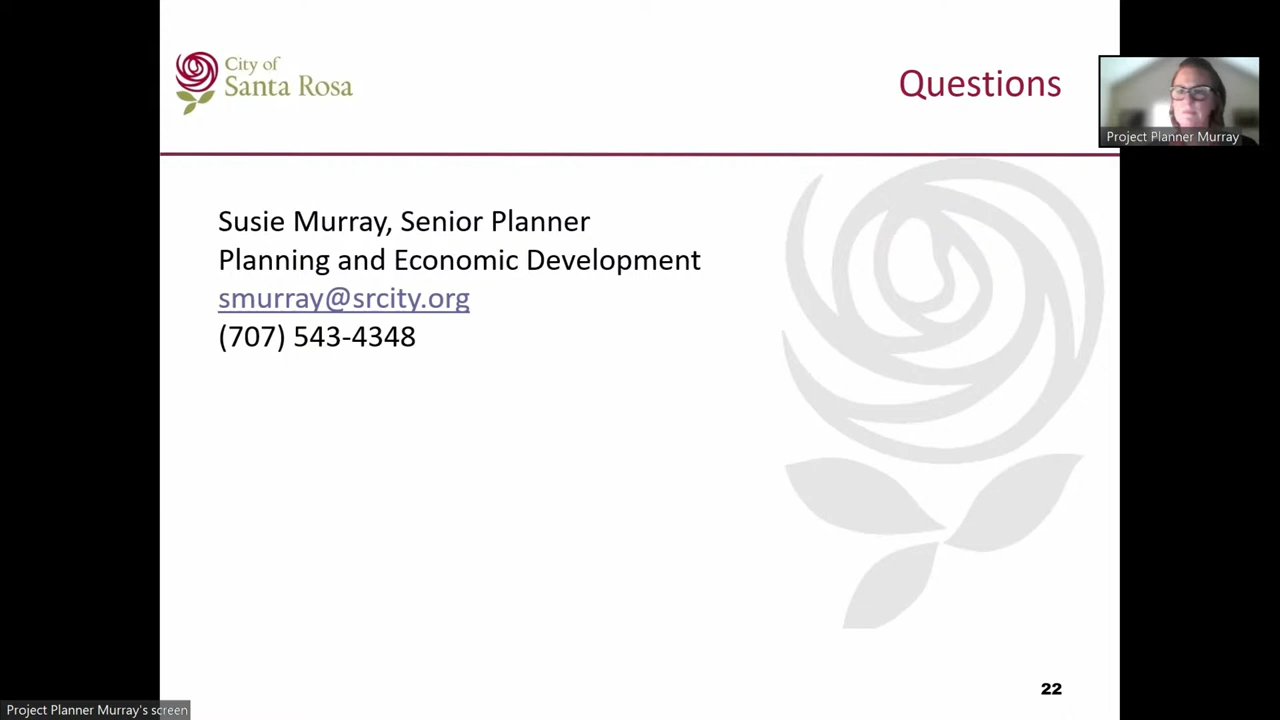 City of
Santa Rosa
Questions
Project Planner Murray
Susie Murray, Senior Planner
Planning and Economic Development
smurray@srcity.org
(707) 543-4348
22
Project Planner Murray's screen